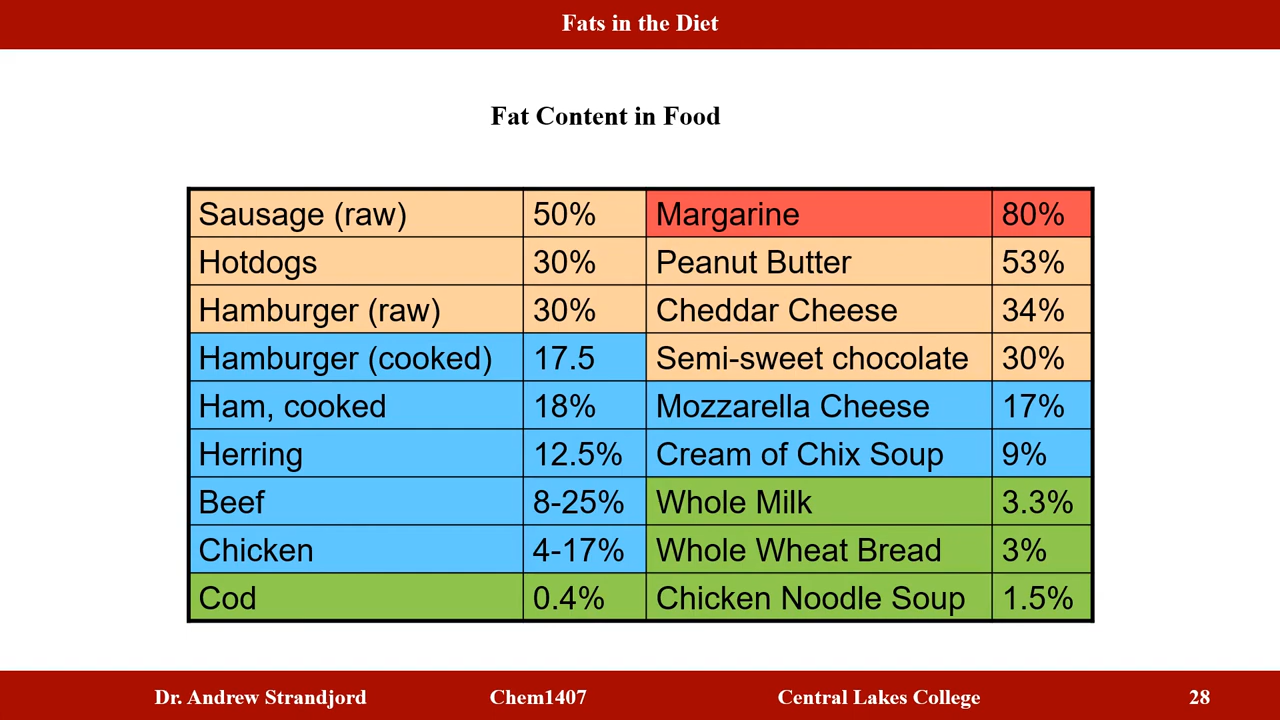 Fats in the Diet
Fat Content in Food
Sausage (raw) 50% Margarine 80%
Hotdogs 30% Peanut Butter 53%
Hamburger (raw) 30% Cheddar Cheese 34%
Hamburger (cooked) 17.5 Semi-sweet chocolate 30%
Ham, cooked 18% Mozzarella Cheese 17%
Herring 12.5% Cream of Chix Soup 9%
Beef 8-25% Whole Milk 3.3%
Chicken 4-17% Whole Wheat Bread 3%
Cod 0.4% Chicken Noodle Soup 1.5%
Dr. Andrew Strandjord Chem1407 Central Lakes College 28